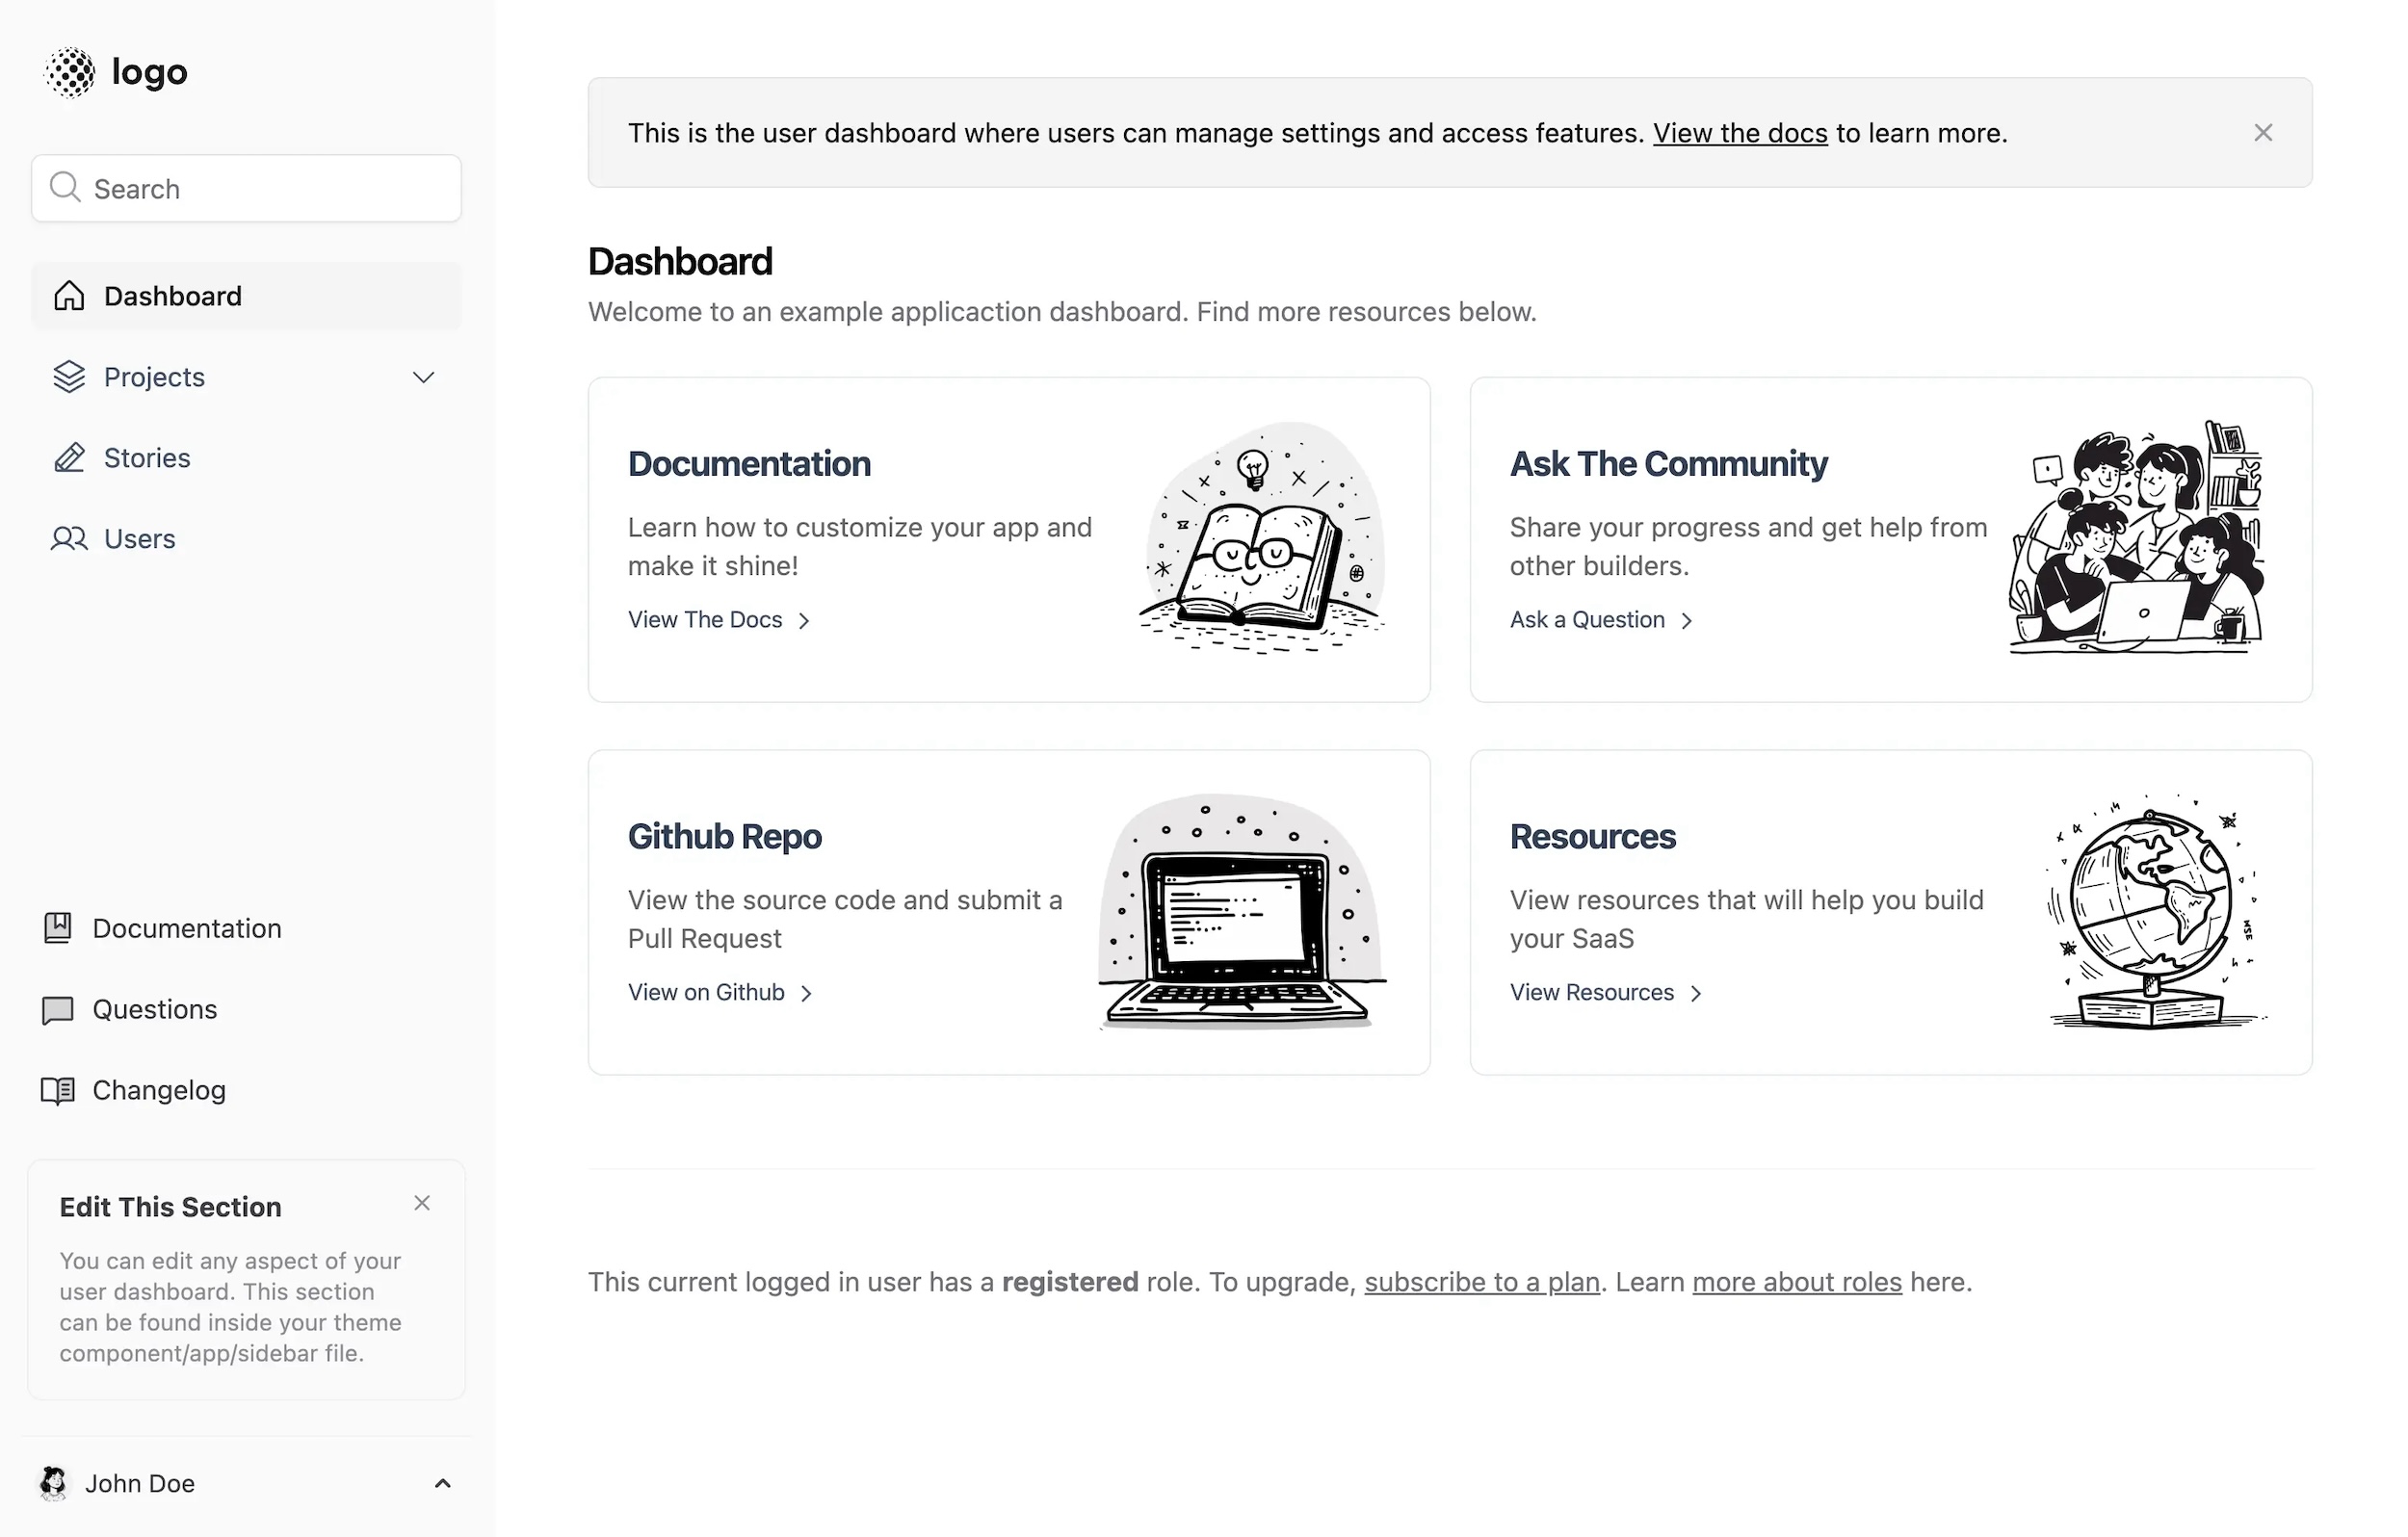 logo
Search
Dashboard
Projects
Stories
Users
Documentation
Questions
Changelog
Edit This Section
You can edit any aspect of your
user dashboard. This section
can be found inside your theme
component/app/sidebar file.
John Doe
This is the user dashboard where users can manage settings and access features. View the docs to learn more.
Dashboard
Welcome to an example applicaction dashboard. Find more resources below.
Documentation
Learn how to customize your app and
make it shine!
View The Docs
Ask The Community
Share your progress and get help from
other builders.
Ask a Question
Github Repo
View the source code and submit a
Pull Request
View on Github
Resources
View resources that will help you build
your SaaS
View Resources
This current logged in user has a registered role. To upgrade, subscribe to a plan. Learn more about roles here.